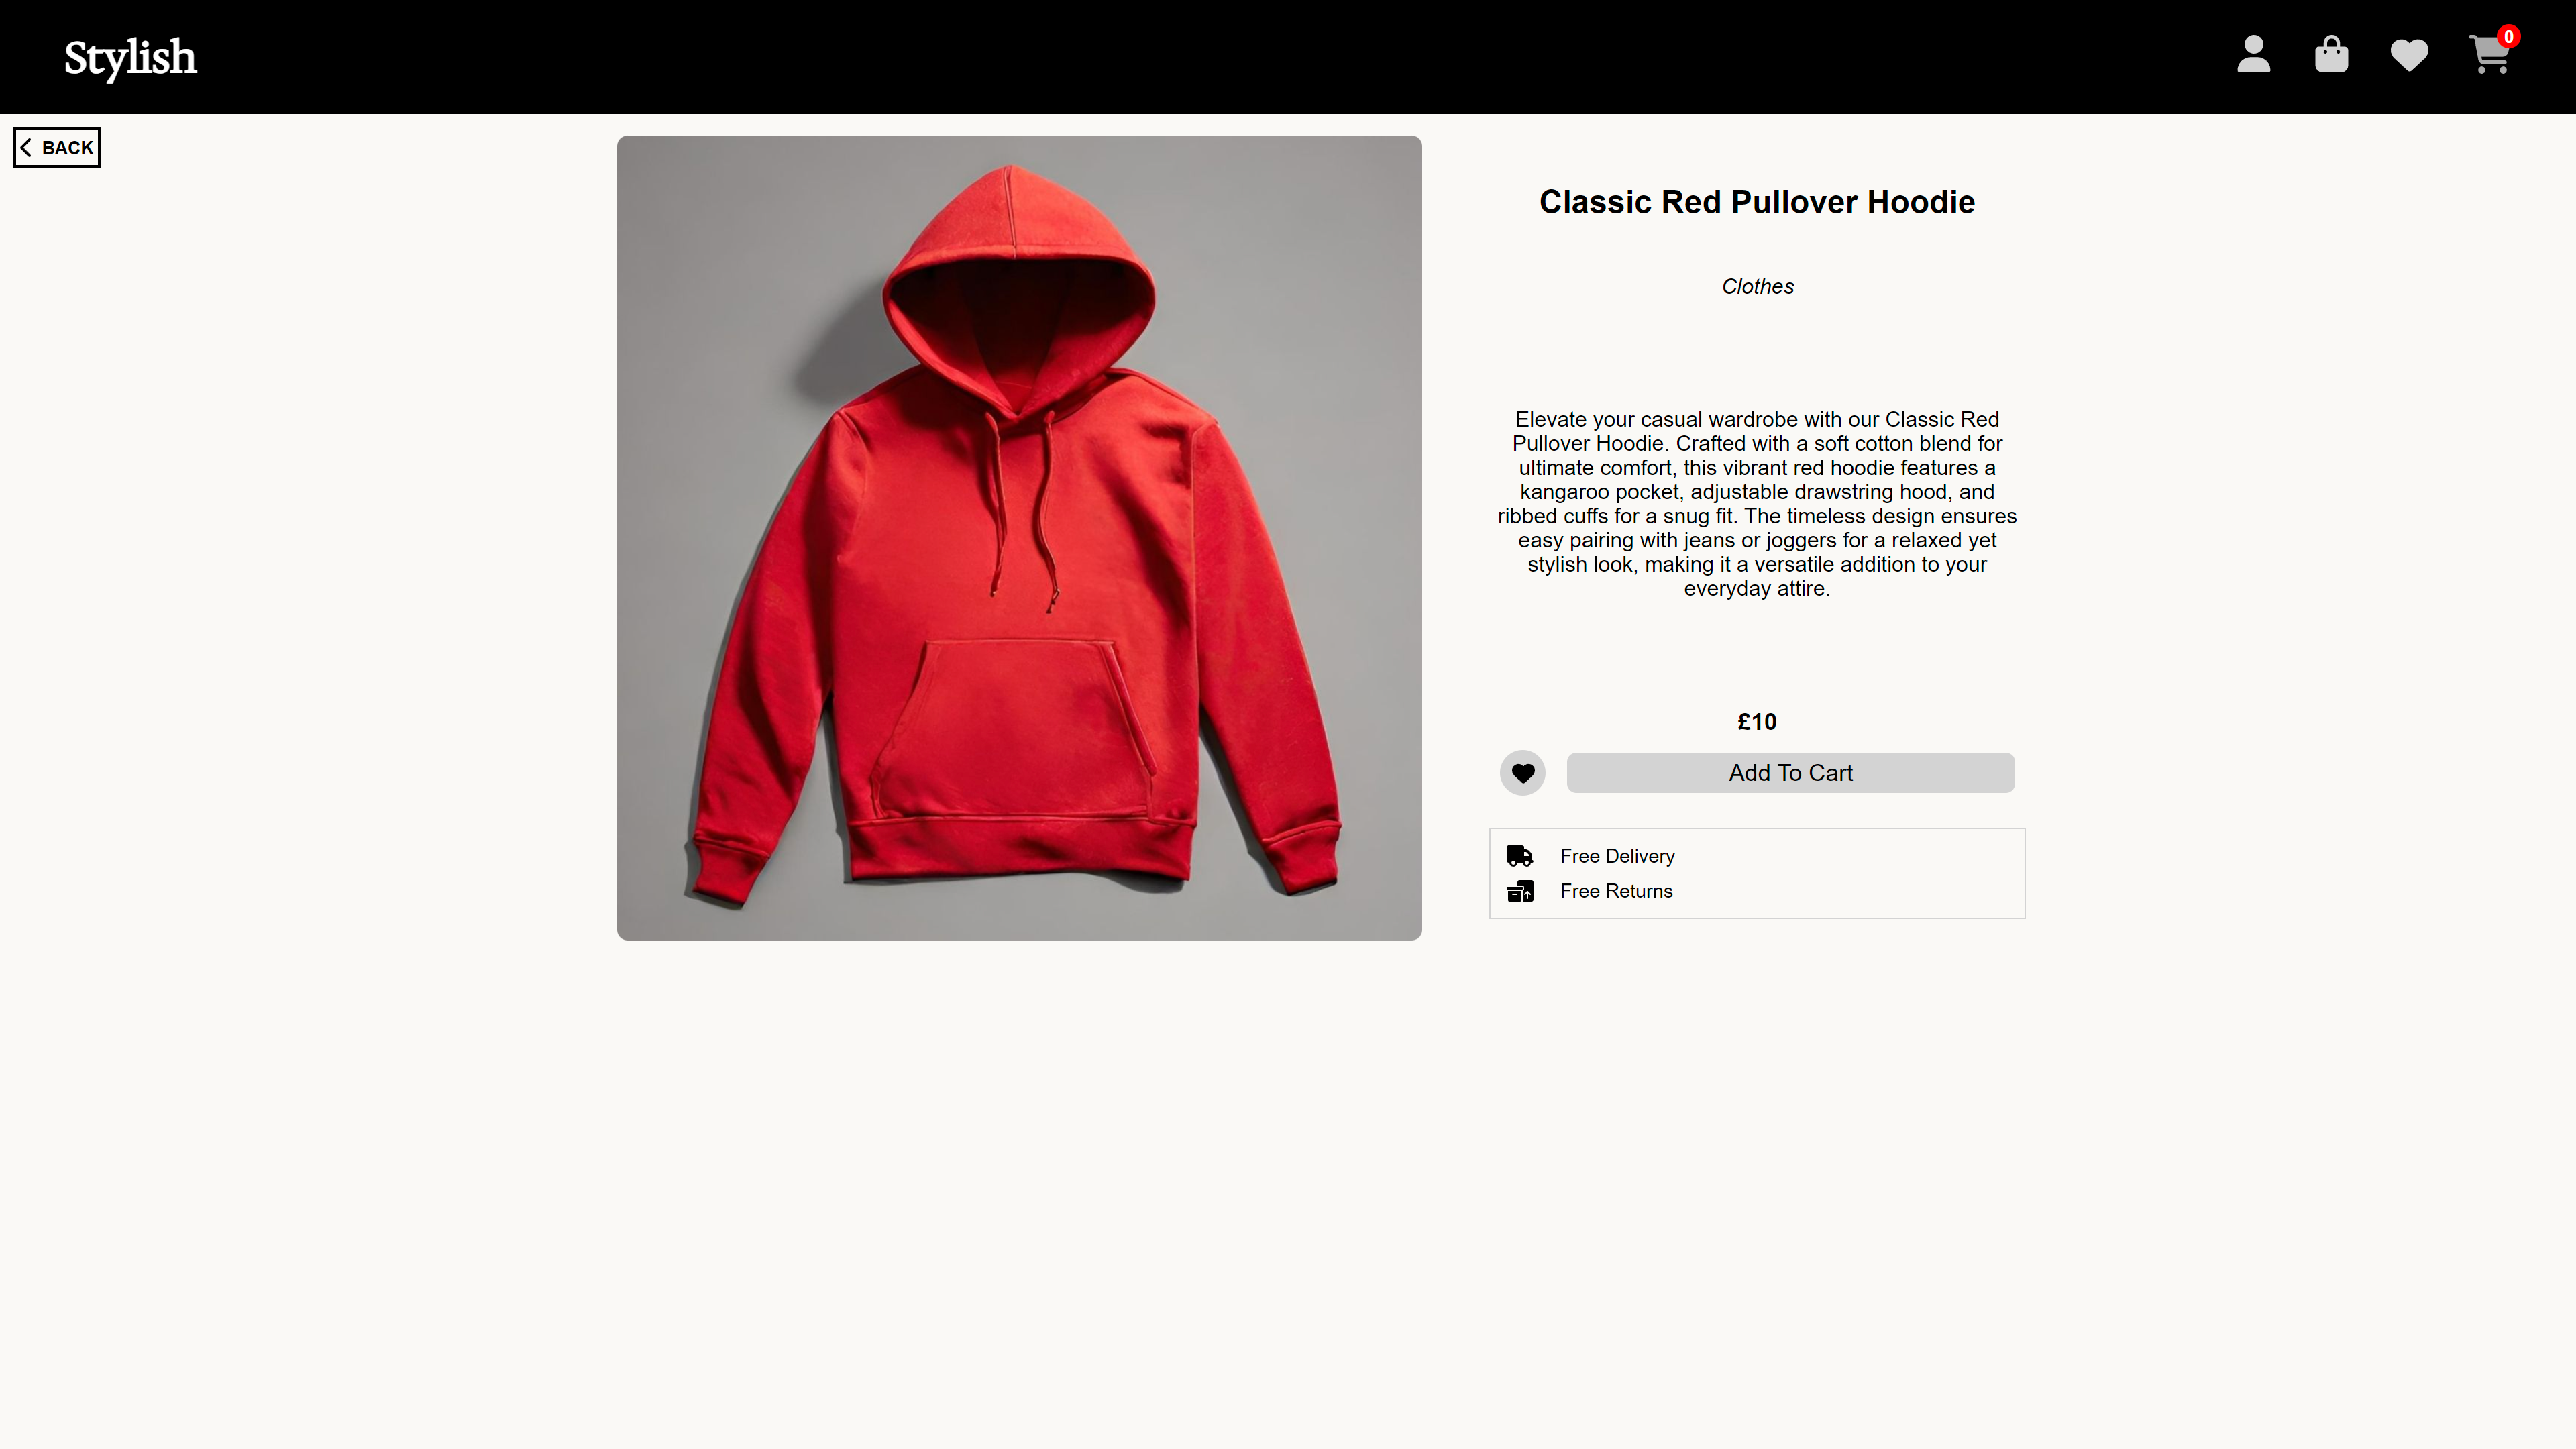 Stylish
0
BACK
Classic Red Pullover Hoodie
Clothes
Elevate your casual wardrobe with our Classic Red
Pullover Hoodie. Crafted with a soft cotton blend for
ultimate comfort, this vibrant red hoodie features a
kangaroo pocket, adjustable drawstring hood, and
ribbed cuffs for a snug fit. The timeless design ensures
easy pairing with jeans or joggers for a relaxed yet
stylish look, making it a versatile addition to your
everyday attire.
£10
Add To Cart
Free Delivery
Free Returns